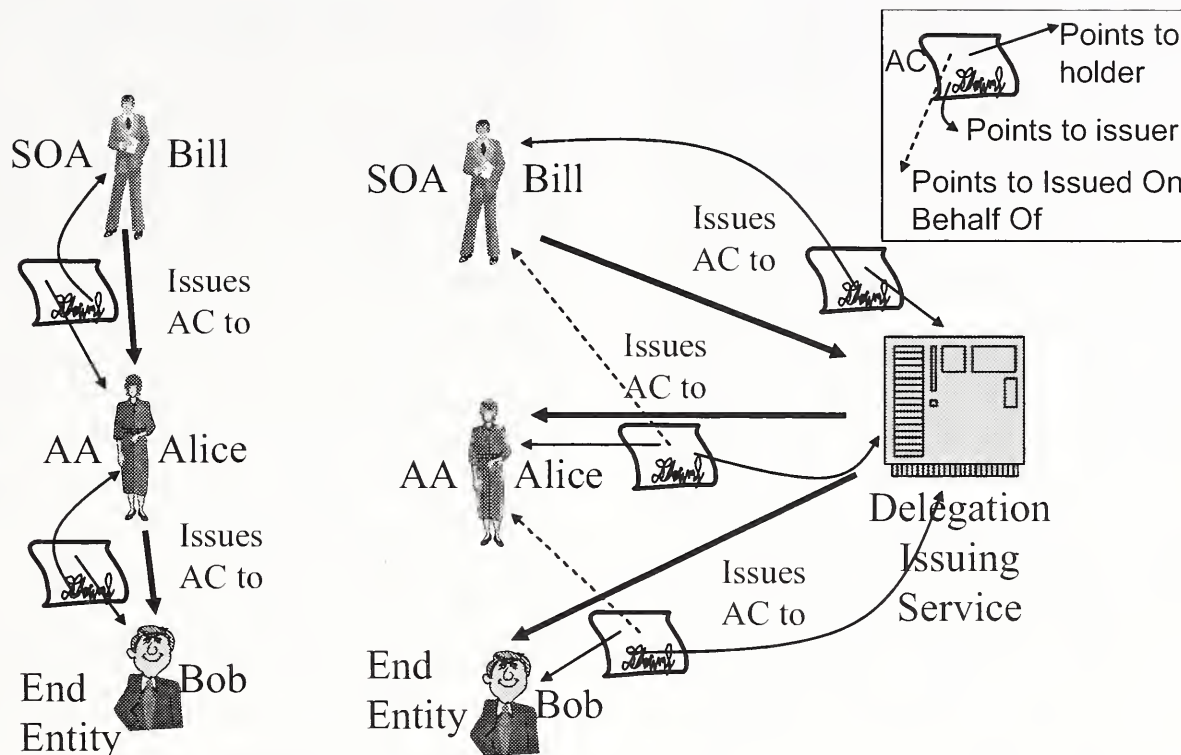 SOA Bill
Issues
AC to
AA Alice
Issues
AC to
End
Entity
Bob
SOA Bill
Issues
AC to
Issues
AC to
AA Alice
Delegation
Issuing
Service
Issues
AC to
End
Entity
Bob
AC
Points to
holder
Points to issuer
Points to Issued On
Behalf Of